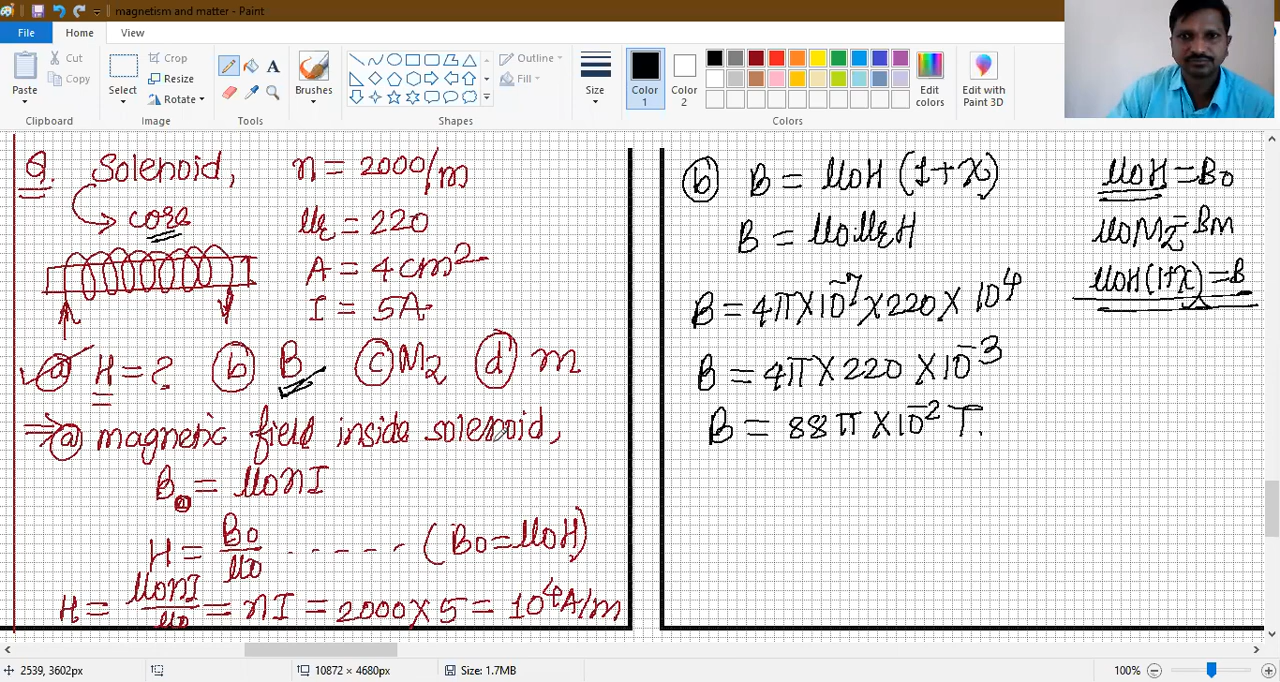 magnetism and matter - Paint
File Home View
Paste
Cut
Copy
Clipboard
Select
Crop
Resize
Rotate
Image
A
Tools
Brushes
Shapes
Outline
Fill
Size
Color 1
Color 2
Edit colors
Edit with Paint 3D
Colors
Q. Solenoid, n = 2000/m
core
μr = 220
A = 4cm²
I = 5A
ⓐ H = ? ⓑ B ⓒ Mz ⓓ m
⇒ ⓐ magnetic field inside solenoid,
B₀ = μ₀nI
H = B₀/μ₀ ------ (B₀=μ₀H)
H = μ₀nI/μ₀ = nI = 2000 × 5 = 10⁴A/m
ⓑ B = μ₀H (1+χ)
B = μ₀μrH
B = 4π×10⁻⁷×220×10⁴
B = 4π×220×10⁻³
B = 88π×10⁻² T.
μ₀H = B₀
μ₀Mz = Bm
μ₀H(1+χ) = B
2539, 3602px
10872 × 4680px
Size: 1.7MB
100%